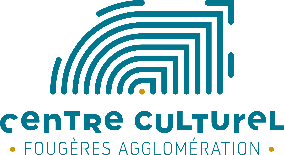 CENTRE CULTUREL
• FOUGÈRES AGGLOMÉRATION •